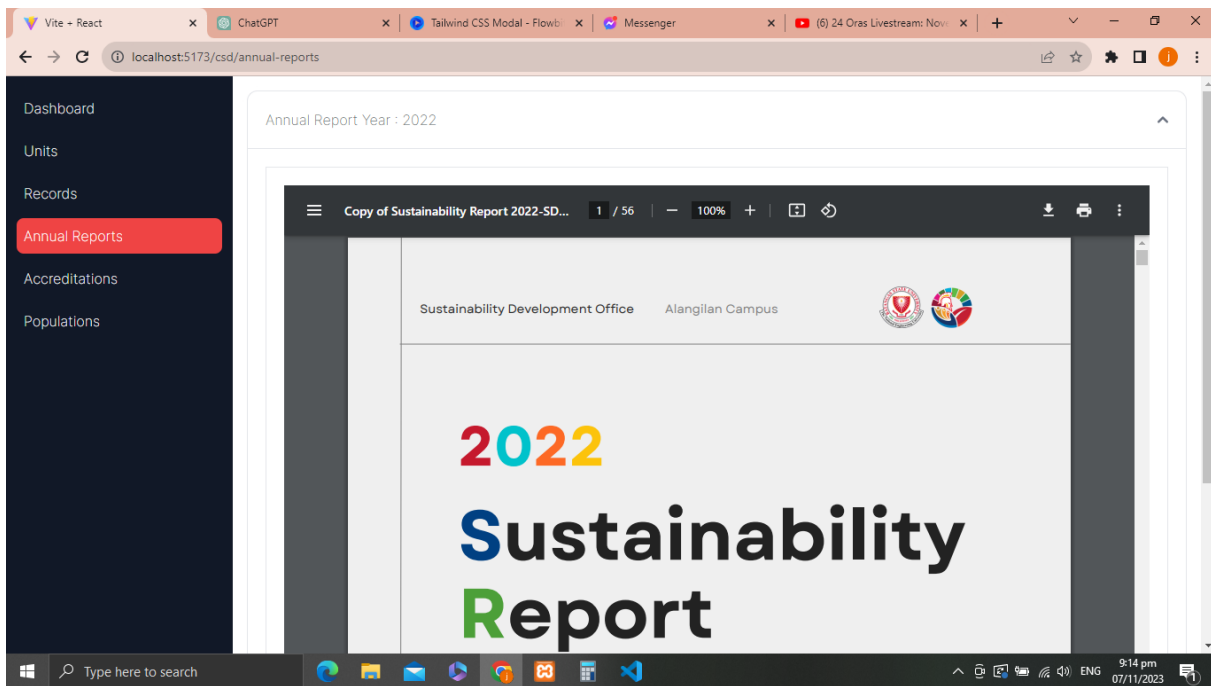 Vite + React
ChatGPT
Tailwind CSS Modal - Flowbi
Messenger
(6) 24 Oras Livestream: Nov
localhost:5173/csd/annual-reports
j
Dashboard
Units
Records
Annual Reports
Accreditations
Populations
Annual Report Year : 2022
Copy of Sustainability Report 2022-SD... 1 / 56 100%
Sustainability Development Office Alangilan Campus
2022
Sustainability
Report
Type here to search
ENG
9:14 pm
07/11/2023
1